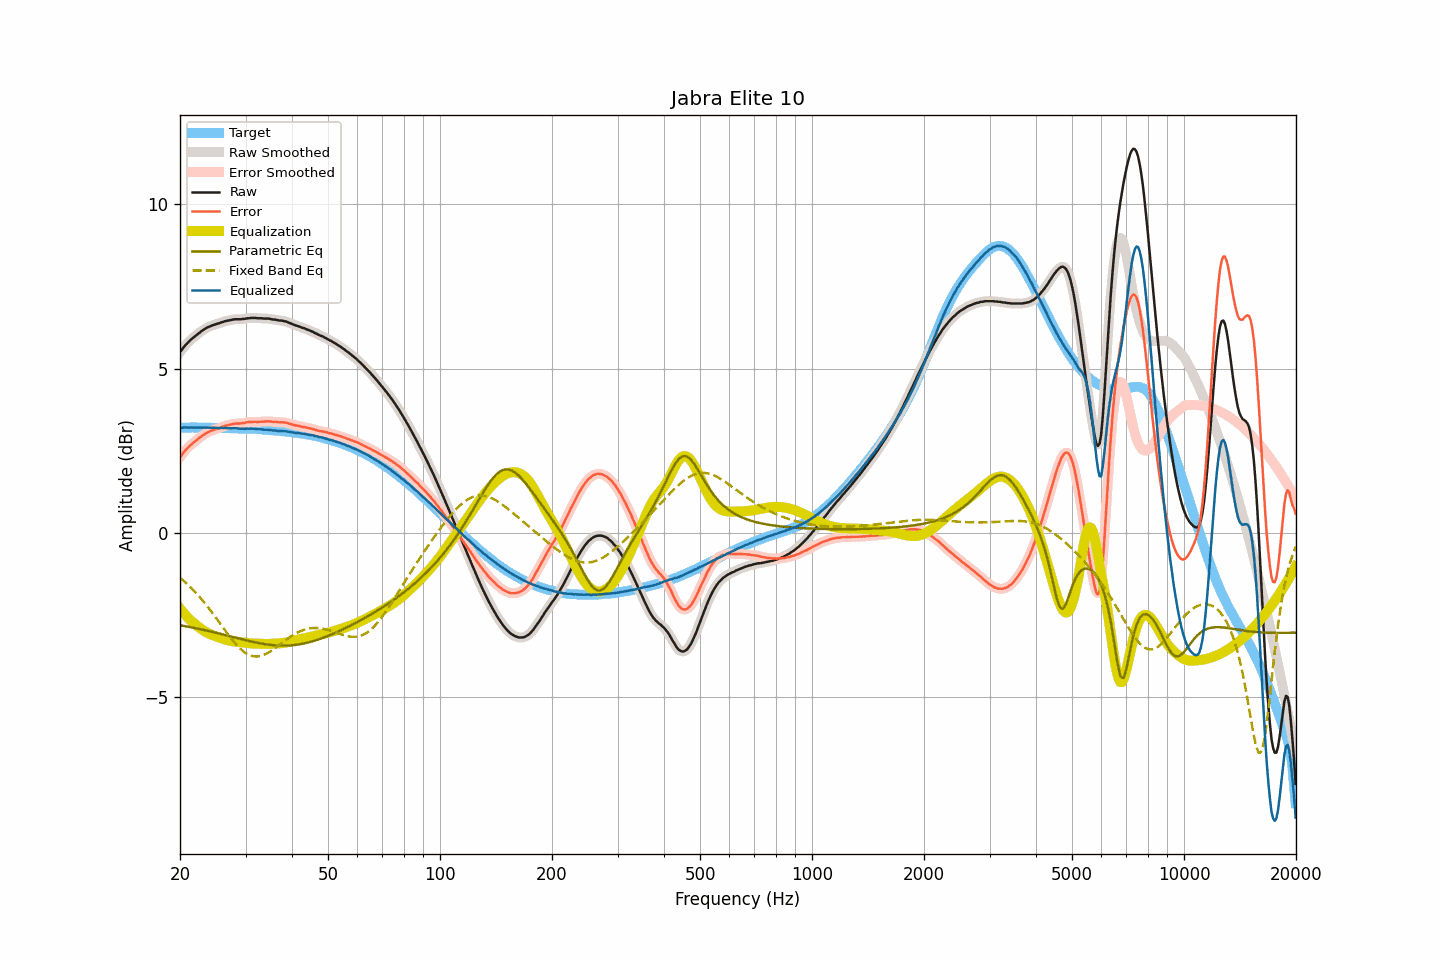 Jabra Elite 10
Target
Raw Smoothed
Error Smoothed
Raw
Error
Equalization
Parametric Eq
Fixed Band Eq
Equalized
10
5
0
−5
Amplitude (dBr)
20 50 100 200 500 1000 2000 5000 10000 20000
Frequency (Hz)